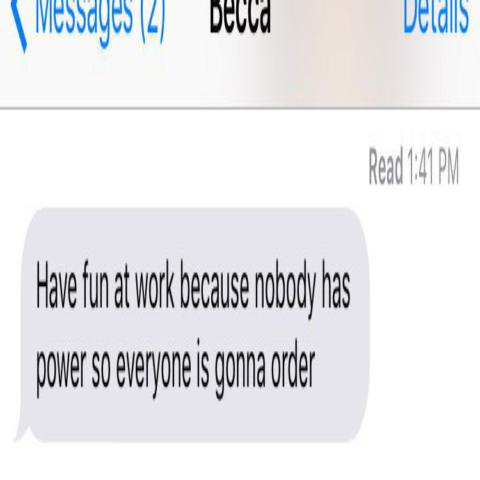 Messages (2) Becca Details
Read 1:41 PM
Have fun at work because nobody has
power so everyone is gonna order